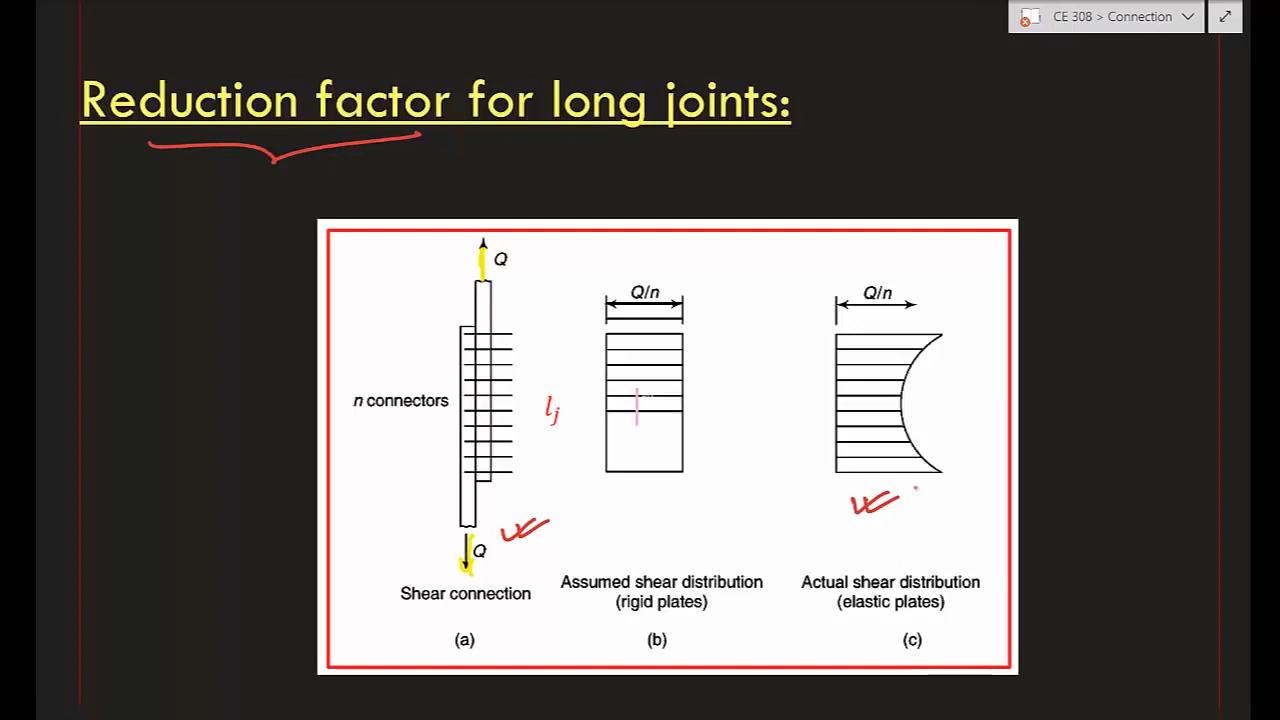 CE 308 > Connection
Reduction factor for long joints:
Q
Q/n
Q/n
n connectors
l_j
Q
Shear connection
Assumed shear distribution
(rigid plates)
Actual shear distribution
(elastic plates)
(a)
(b)
(c)